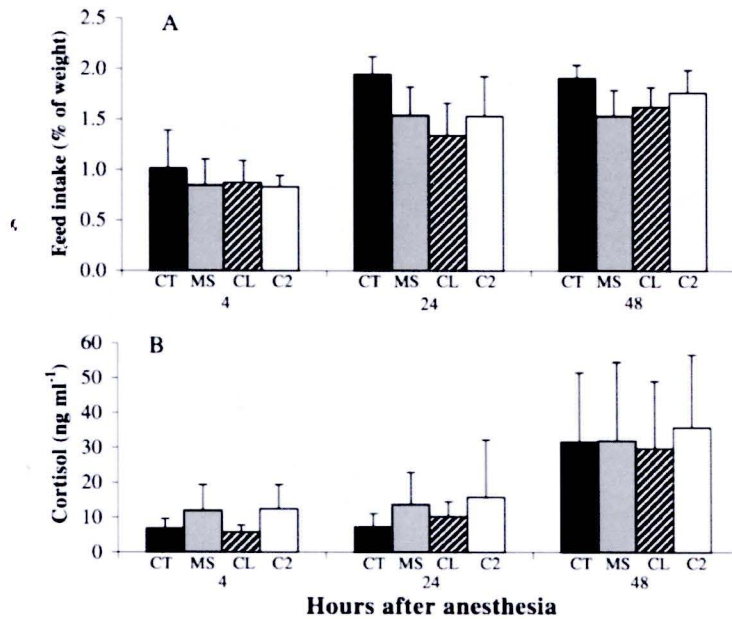 A
Feed intake (% of weight)
2.5
2.0
1.5
1.0
0.5
0.0
CT MS CL C2 CT MS CL C2 CT MS CL C2
4 24 48
B
Cortisol (ng ml⁻¹)
60
50
40
30
20
10
0
CT MS CL C2 CT MS CL C2 CT MS CL C2
4 24 48
Hours after anesthesia